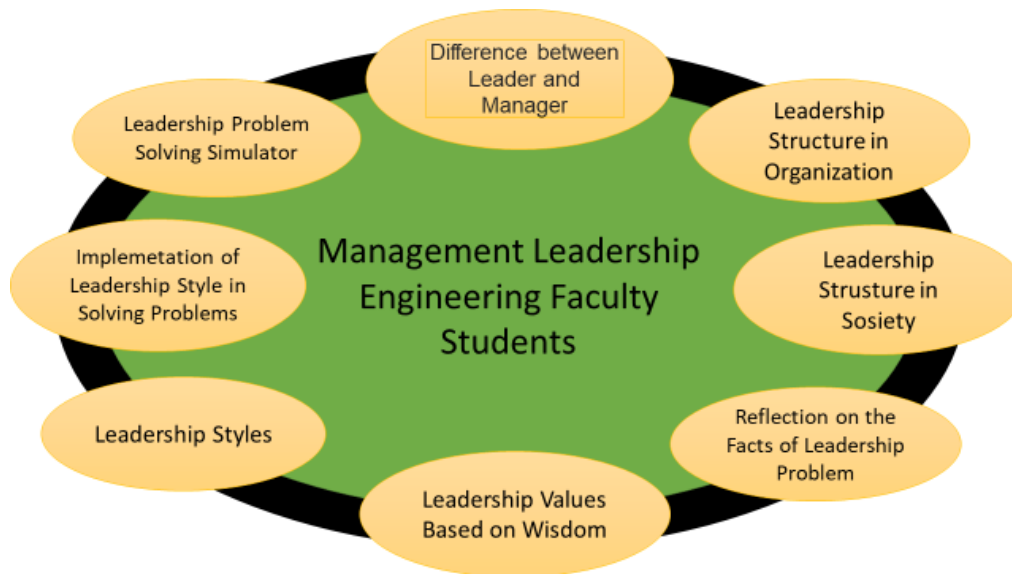 Difference between
Leader and
Manager
Leadership Problem
Solving Simulator
Leadership
Structure in
Organization
Implemetation of
Leadership Style in
Solving Problems
Management Leadership
Engineering Faculty
Students
Leadership
Strusture in
Sosiety
Leadership Styles
Reflection on the
Facts of Leadership
Problem
Leadership Values
Based on Wisdom